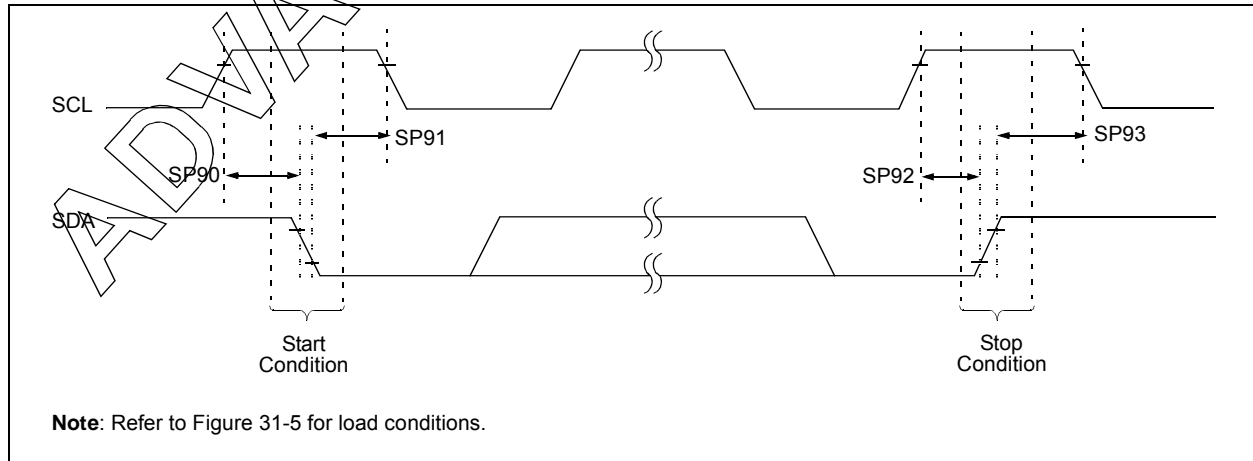 ADVA
SCL
SP91
SP93
SP90
SP92
SDA
Start
Condition
Stop
Condition
Note: Refer to Figure 31-5 for load conditions.